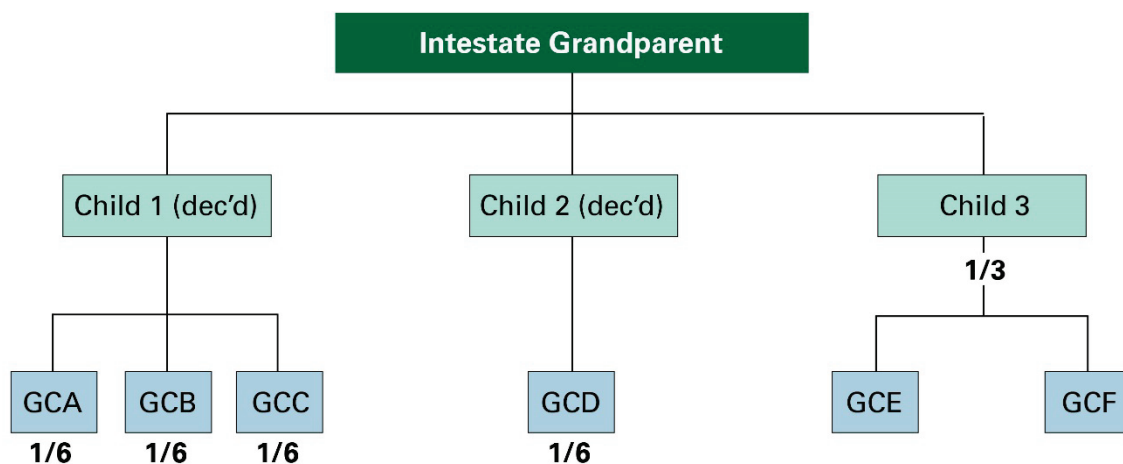 Intestate Grandparent
Child 1 (dec’d)
Child 2 (dec’d)
Child 3
1/3
GCA
GCB
GCC
GCD
GCE
GCF
1/6
1/6
1/6
1/6